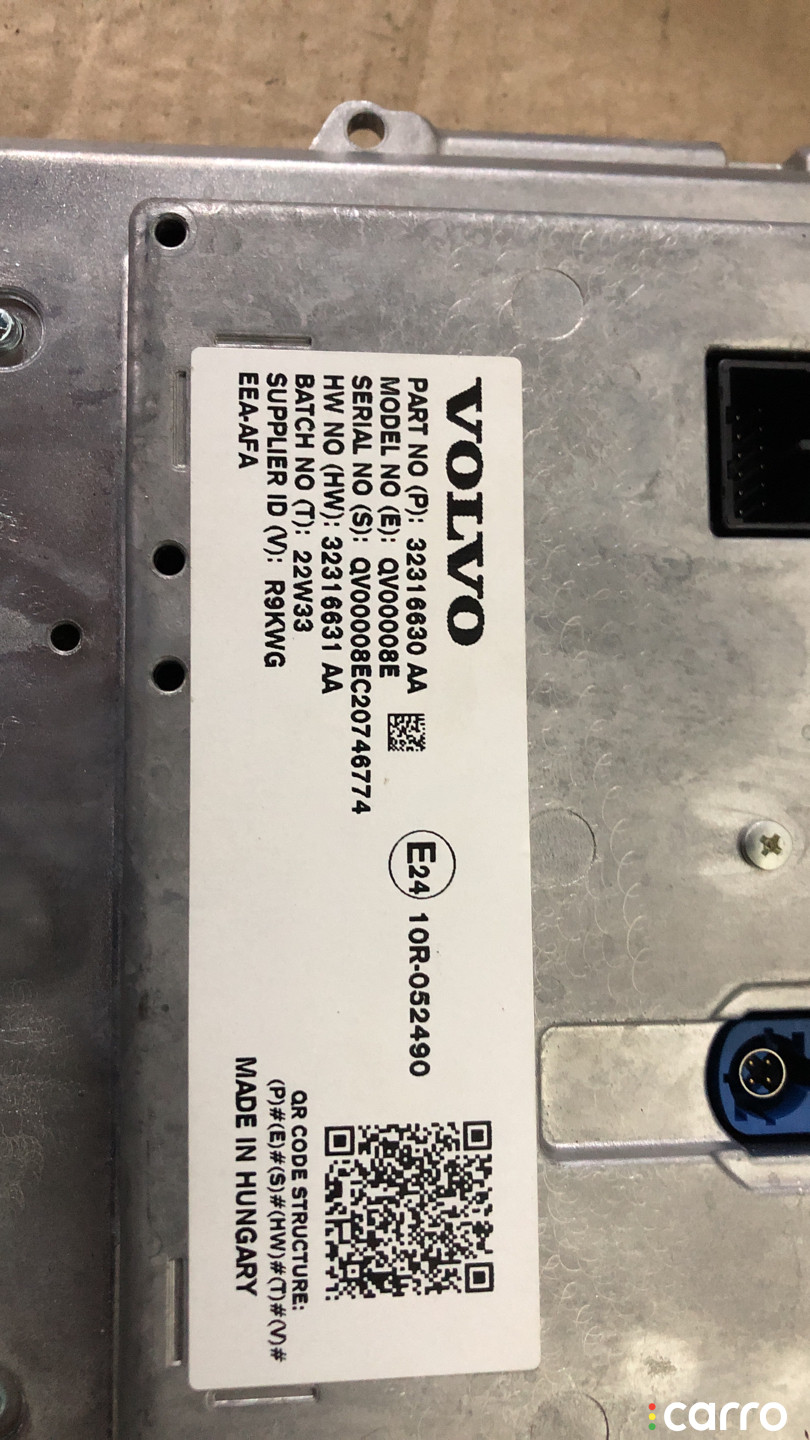 VOLVO
PART NO (P): 32316630 AA
MODEL NO (E): QV00008E
SERIAL NO (S): QV00008EC20746774
HW NO (HW): 32316631 AA
BATCH NO (T): 22W33
SUPPLIER ID (V): R9KWG
EEA-AFA
E24 10R-052490
QR CODE STRUCTURE:
(P)#(E)#(S)#(HW)#(T)#(V)#
MADE IN HUNGARY
carro